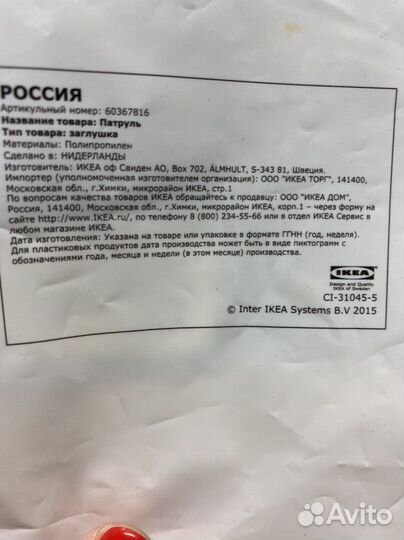 РОССИЯ
Артикульный номер: 60367816
Название товара: Патруль
Тип товара: заглушка
Материалы: Полипропилен
Сделано в: НИДЕРЛАНДЫ
Изготовитель: ИКЕА оф Свиден АО, Box 702, ÄLMHULT, S-343 81, Швеция.
Импортер (уполномоченная изготовителем организация): ООО "ИКЕА ТОРГ", 141400,
Московская обл., г.Химки, микрорайон ИКЕА, стр.1
По вопросам качества товаров ИКЕА обращайтесь к продавцу: ООО "ИКЕА ДОМ",
Россия, 141400, Московская обл., г.Химки, микрорайон ИКЕА, корп.1 – через форму на
сайте http://www.IKEA.ru/, по телефону 8 (800) 234-55-66 или в отдел ИКЕА Сервис в
любом магазине ИКЕА.
Дата изготовления: Указана на товаре или упаковке в формате ГГНН (год, неделя).
Для пластиковых продуктов дата производства может быть в виде пиктограмм с
обозначениями года, месяца и недели (в этом месяце) производства.
IKEA
Design and Quality
IKEA of Sweden
CI-31045-5
© Inter IKEA Systems B.V 2015
Avito